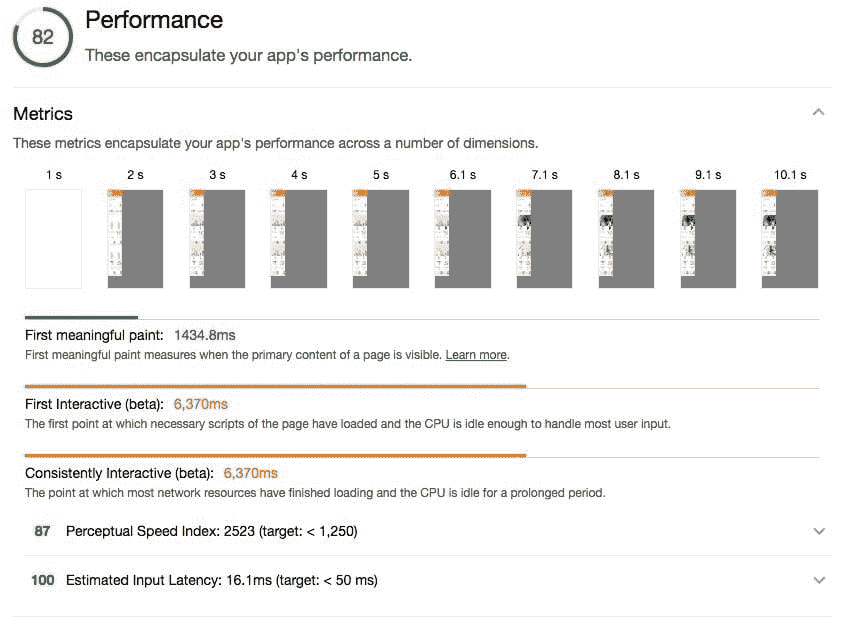 82
Performance
These encapsulate your app's performance.
Metrics
These metrics encapsulate your app's performance across a number of dimensions.
1 s 2 s 3 s 4 s 5 s 6.1 s 7.1 s 8.1 s 9.1 s 10.1 s
First meaningful paint: 1434.8ms
First meaningful paint measures when the primary content of a page is visible. Learn more.
First Interactive (beta): 6,370ms
The first point at which necessary scripts of the page have loaded and the CPU is idle enough to handle most user input.
Consistently Interactive (beta): 6,370ms
The point at which most network resources have finished loading and the CPU is idle for a prolonged period.
87 Perceptual Speed Index: 2523 (target: < 1,250)
100 Estimated Input Latency: 16.1ms (target: < 50 ms)